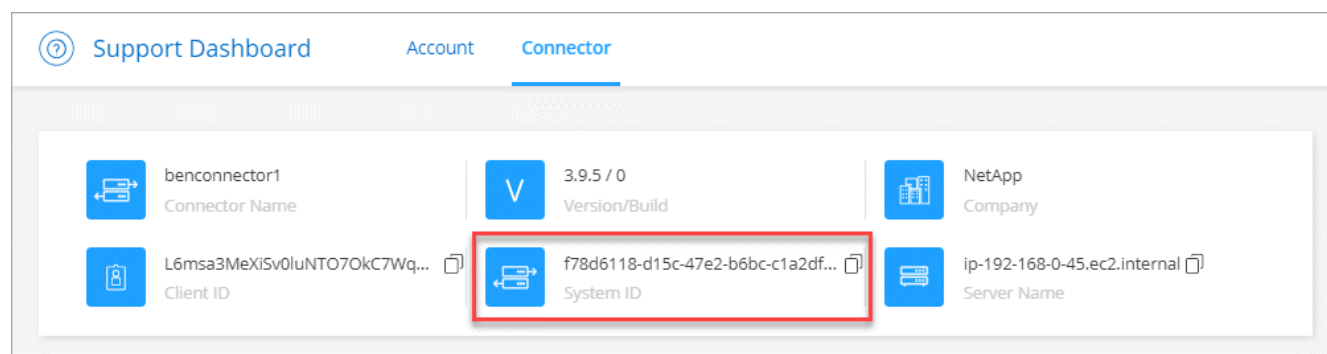 Support Dashboard Account Connector
benconnector1 3.9.5 / 0 NetApp
Connector Name Version/Build Company
L6msa3MeXiSv0luNTO7OkC7Wq... f78d6118-d15c-47e2-b6bc-c1a2df... ip-192-168-0-45.ec2.internal
Client ID System ID Server Name